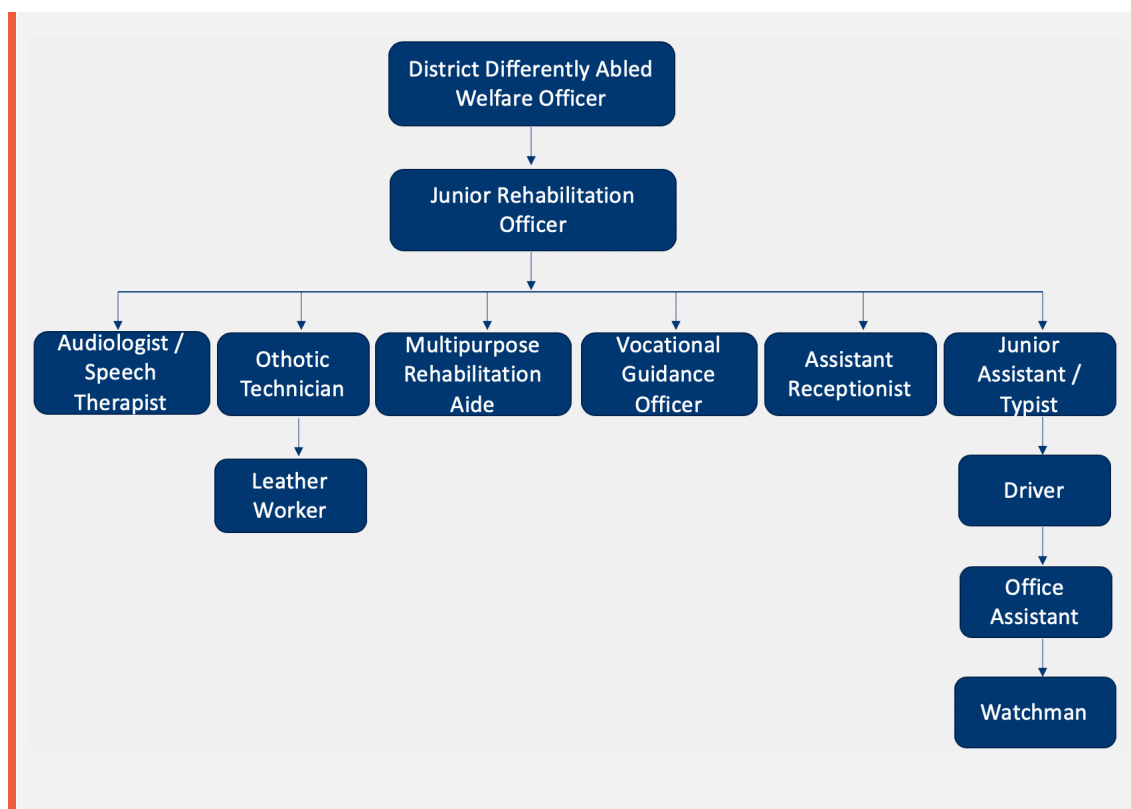 District Differently Abled
Welfare Officer
Junior Rehabilitation
Officer
Audiologist /
Speech
Therapist
Othotic
Technician
Multipurpose
Rehabilitation
Aide
Vocational
Guidance
Officer
Assistant
Receptionist
Junior
Assistant /
Typist
Leather
Worker
Driver
Office
Assistant
Watchman